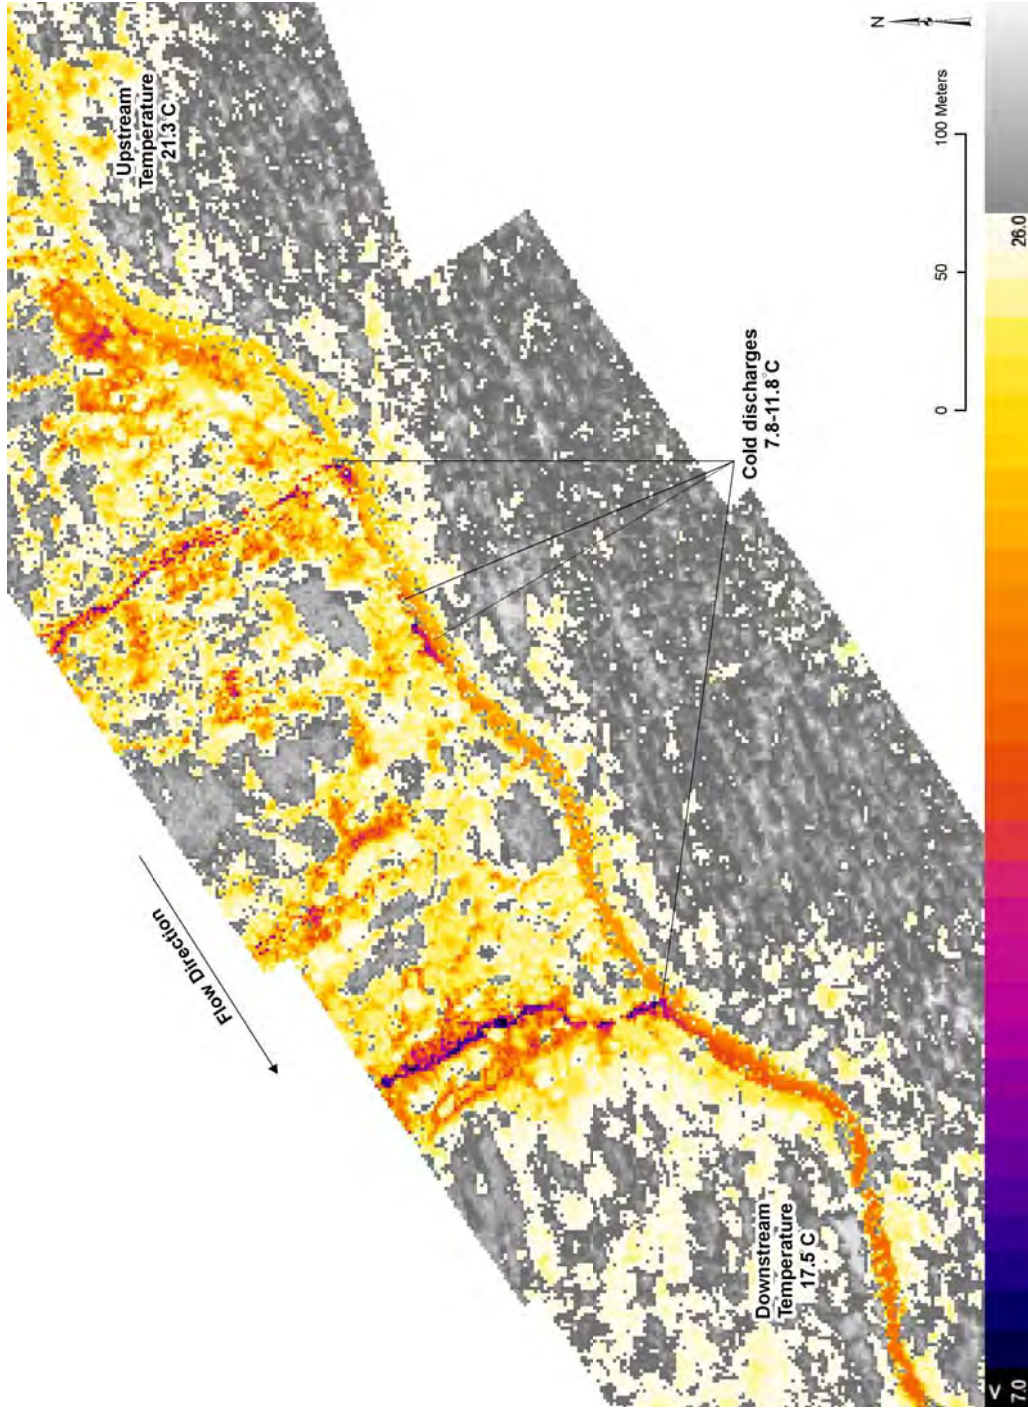 N
Upstream
Temperature
21.3°C
0
50
100 Meters
Cold discharges
7.8-11.8°C
Flow Direction
Downstream
Temperature
17.5°C
<
7.0
26.0